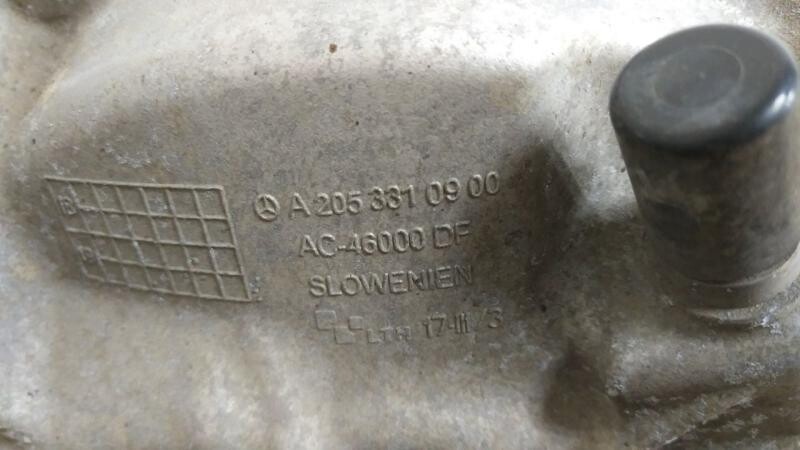 A 205 331 09 00
AC-46000 DF
SLOWENIEN
LTH 17-III / 3